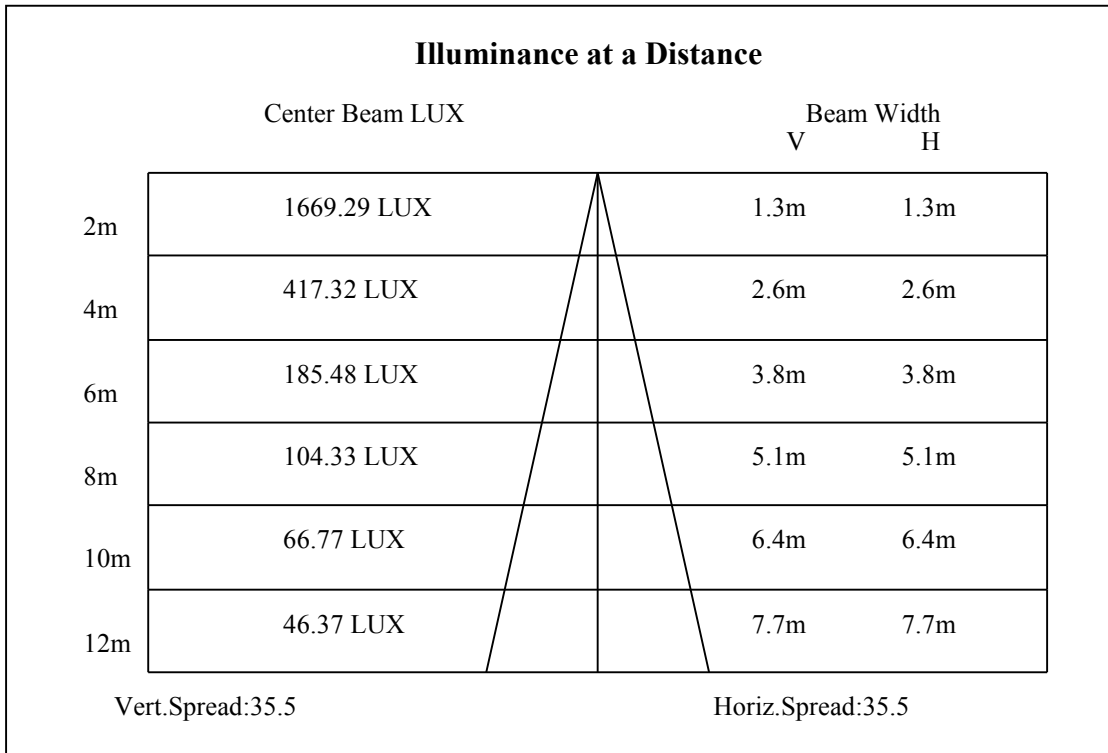 Illuminance at a Distance
Center Beam LUX Beam Width
V H
1669.29 LUX 1.3m 1.3m
2m
417.32 LUX 2.6m 2.6m
4m
185.48 LUX 3.8m 3.8m
6m
104.33 LUX 5.1m 5.1m
8m
66.77 LUX 6.4m 6.4m
10m
46.37 LUX 7.7m 7.7m
12m
Vert.Spread:35.5 Horiz.Spread:35.5